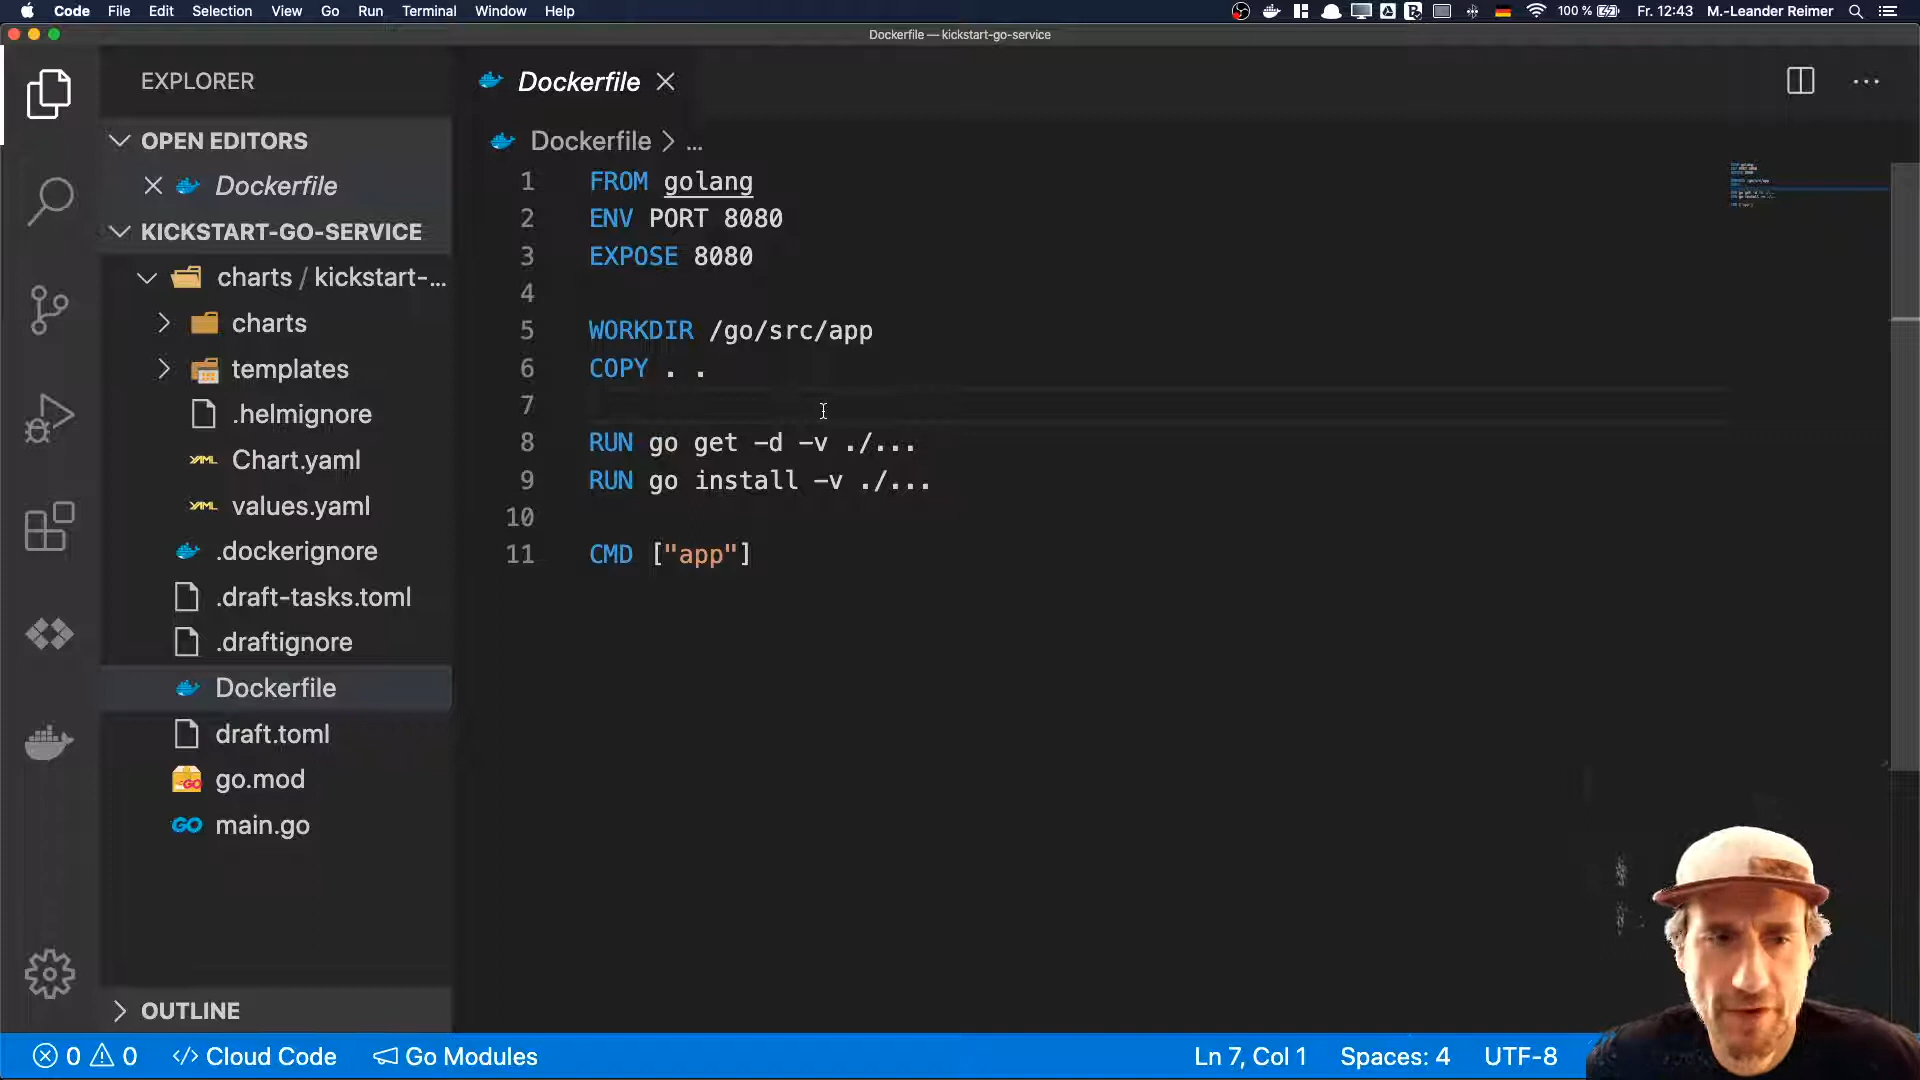 Code File Edit Selection View Go Run Terminal Window Help 100 % Fr. 12:43 M.-Leander Reimer
Dockerfile — kickstart-go-service
EXPLORER
OPEN EDITORS
Dockerfile
KICKSTART-GO-SERVICE
charts / kickstart-...
charts
templates
.helmignore
Chart.yaml
values.yaml
.dockerignore
.draft-tasks.toml
.draftignore
Dockerfile
draft.toml
go.mod
main.go
OUTLINE
Dockerfile
Dockerfile > ...
1 FROM golang
2 ENV PORT 8080
3 EXPOSE 8080
4
5 WORKDIR /go/src/app
6 COPY . .
7
8 RUN go get -d -v ./...
9 RUN go install -v ./...
10
11 CMD ["app"]
0 0 Cloud Code Go Modules Ln 7, Col 1 Spaces: 4 UTF-8